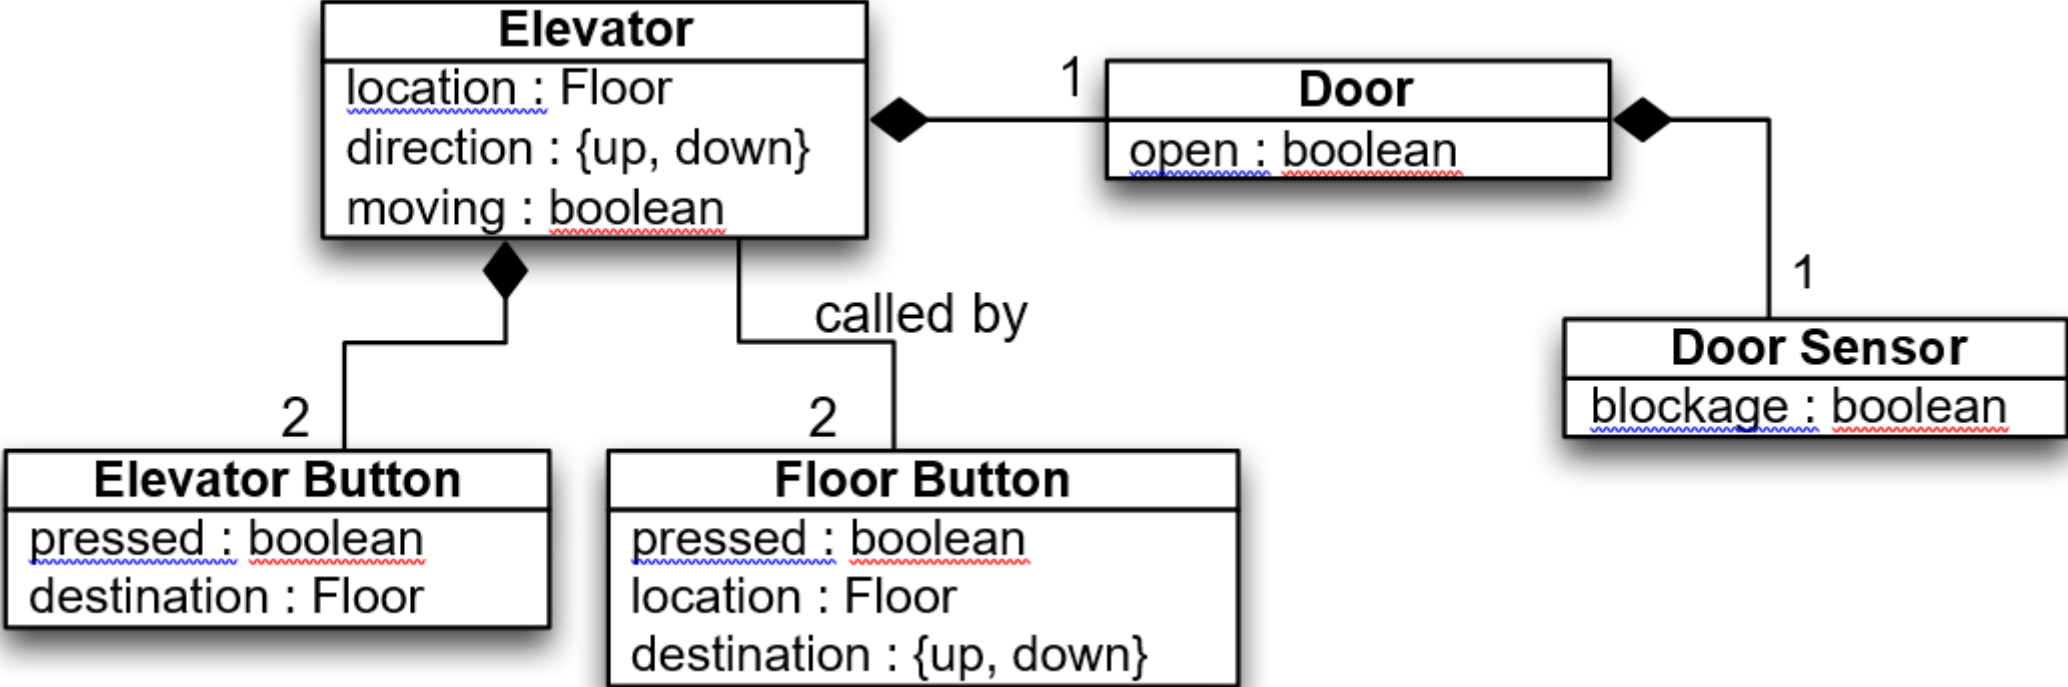 Elevator
location : Floor
direction : {up, down}
moving : boolean
1
Door
open : boolean
1
called by
Door Sensor
blockage : boolean
2
Elevator Button
pressed : boolean
destination : Floor
2
Floor Button
pressed : boolean
location : Floor
destination : {up, down}